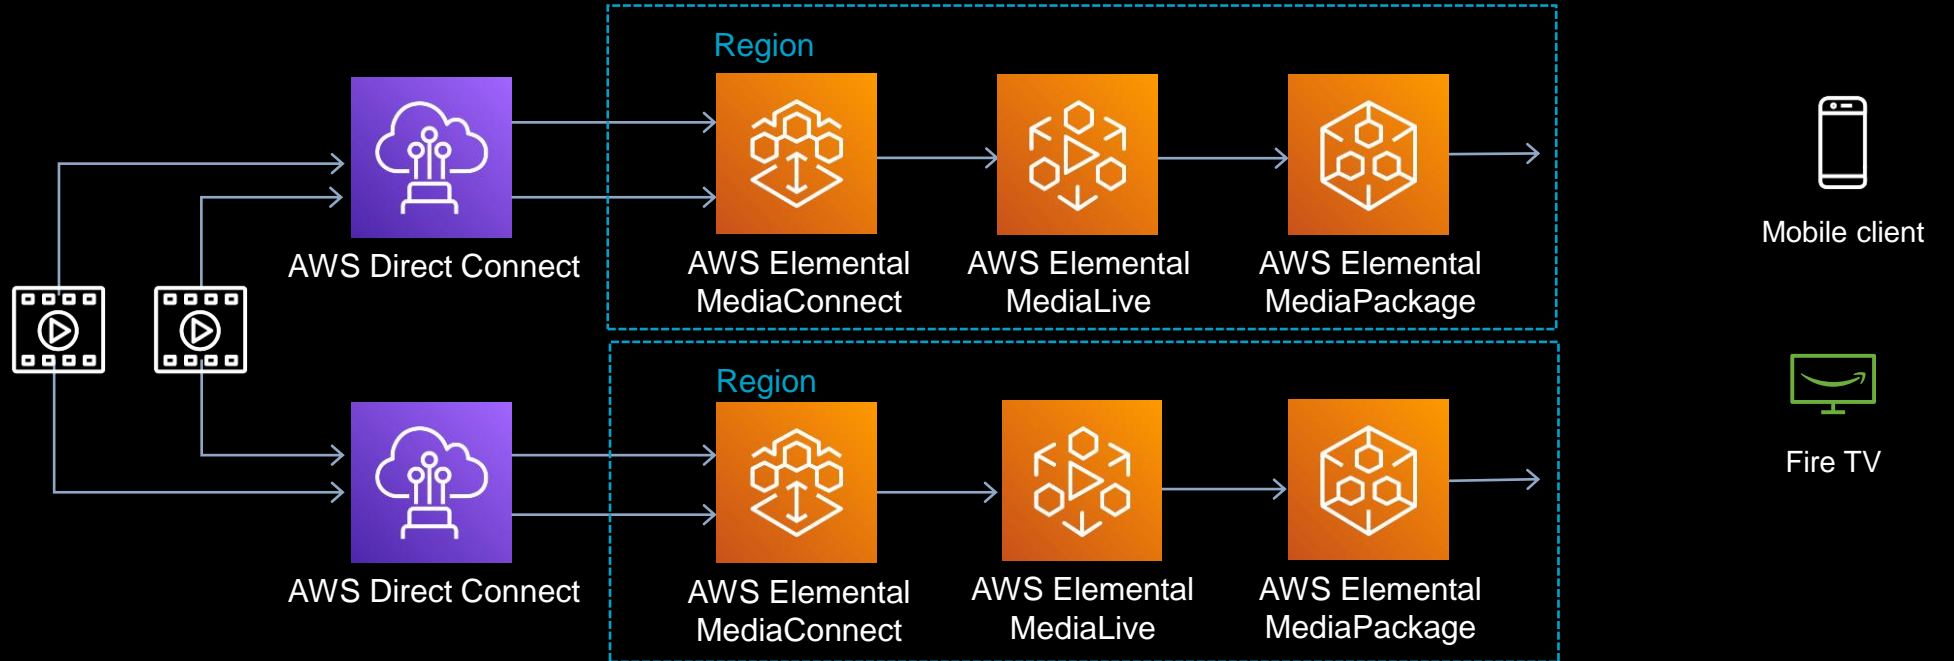 Region
AWS Direct Connect
AWS Elemental
MediaConnect
AWS Elemental
MediaLive
AWS Elemental
MediaPackage
Mobile client
Region
AWS Direct Connect
AWS Elemental
MediaConnect
AWS Elemental
MediaLive
AWS Elemental
MediaPackage
Fire TV